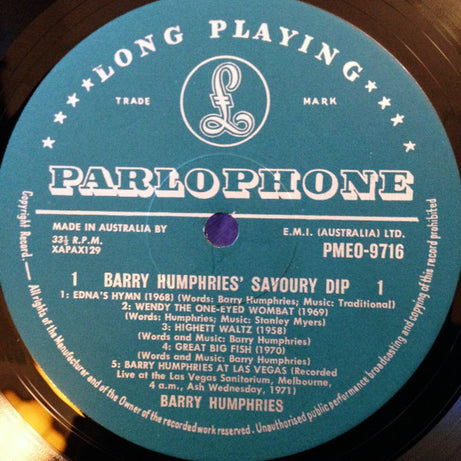 LONG PLAYING
TRADE MARK
£
PARLOPHONE
MADE IN AUSTRALIA BY E.M.I. (AUSTRALIA) LTD.
33⅓ R.P.M. PMEO-9716
XAPAX129
1 BARRY HUMPHRIES' SAVOURY DIP 1
1: EDNA'S HYMN (1968) (Words: Barry Humphries; Music: Traditional)
2: WENDY THE ONE-EYED WOMBAT (1969)
(Words: Humphries; Music: Stanley Myers)
3: HIGHETT WALTZ (1958)
(Words and Music: Barry Humphries)
4: GREAT BIG FISH (1970)
(Words and Music: Barry Humphries)
5: BARRY HUMPHRIES AT LAS VEGAS (Recorded
Live at the Las Vegas Sanitorium, Melbourne,
4 a.m., Ash Wednesday, 1971)
BARRY HUMPHRIES
Copyright Record. — All rights of the Manufacturer and of the Owner of the recorded work reserved. Unauthorised public performance broadcasting and copying of this record prohibited